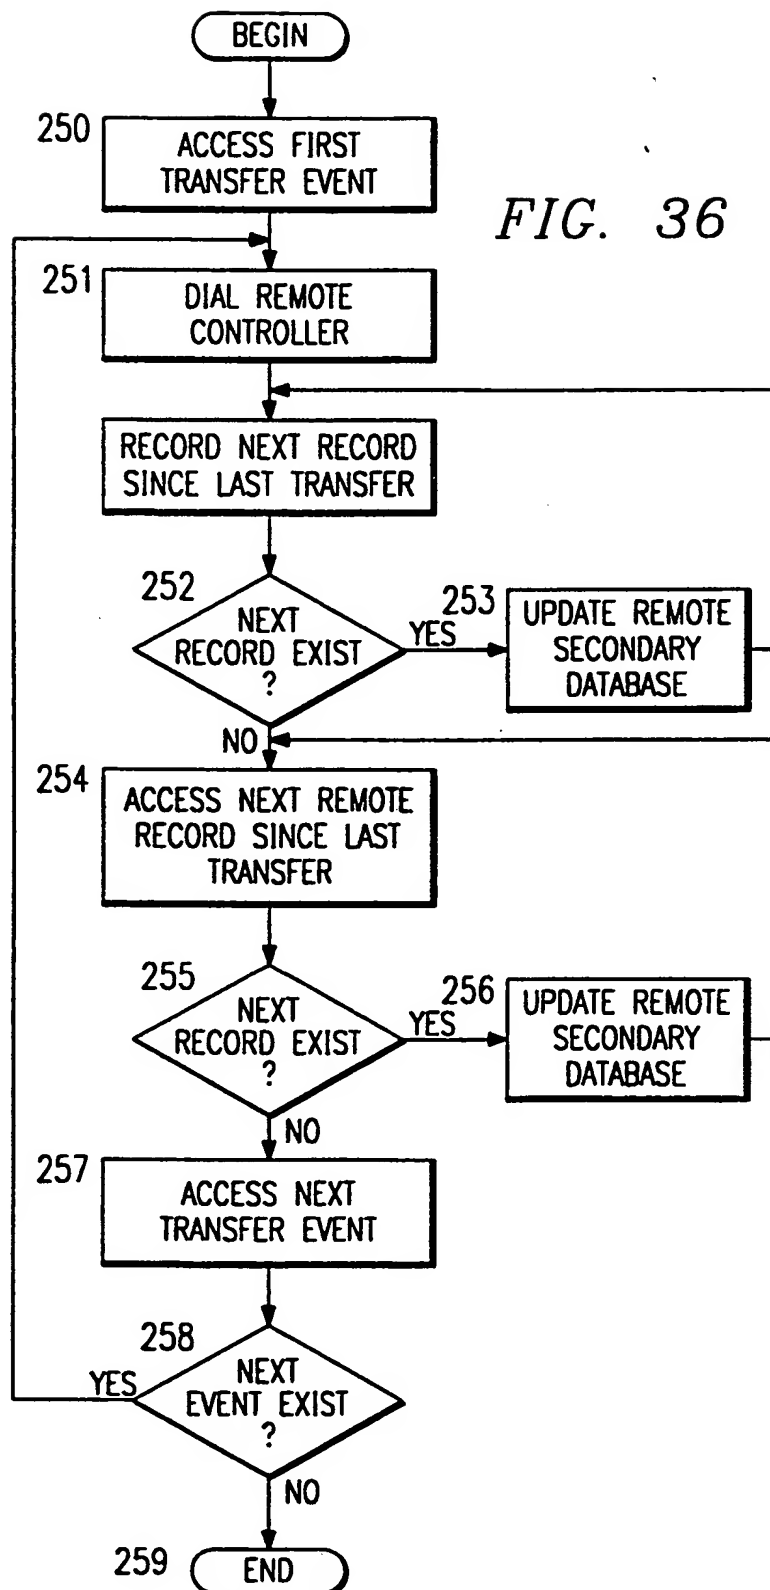 BEGIN
250
ACCESS FIRST
TRANSFER EVENT
FIG. 36
251
DIAL REMOTE
CONTROLLER
RECORD NEXT RECORD
SINCE LAST TRANSFER
252
NEXT
RECORD EXIST
?
YES
253
UPDATE REMOTE
SECONDARY
DATABASE
NO
254
ACCESS NEXT REMOTE
RECORD SINCE LAST
TRANSFER
255
NEXT
RECORD EXIST
?
YES
256
UPDATE REMOTE
SECONDARY
DATABASE
NO
257
ACCESS NEXT
TRANSFER EVENT
258
YES
NEXT
EVENT EXIST
?
NO
259
END